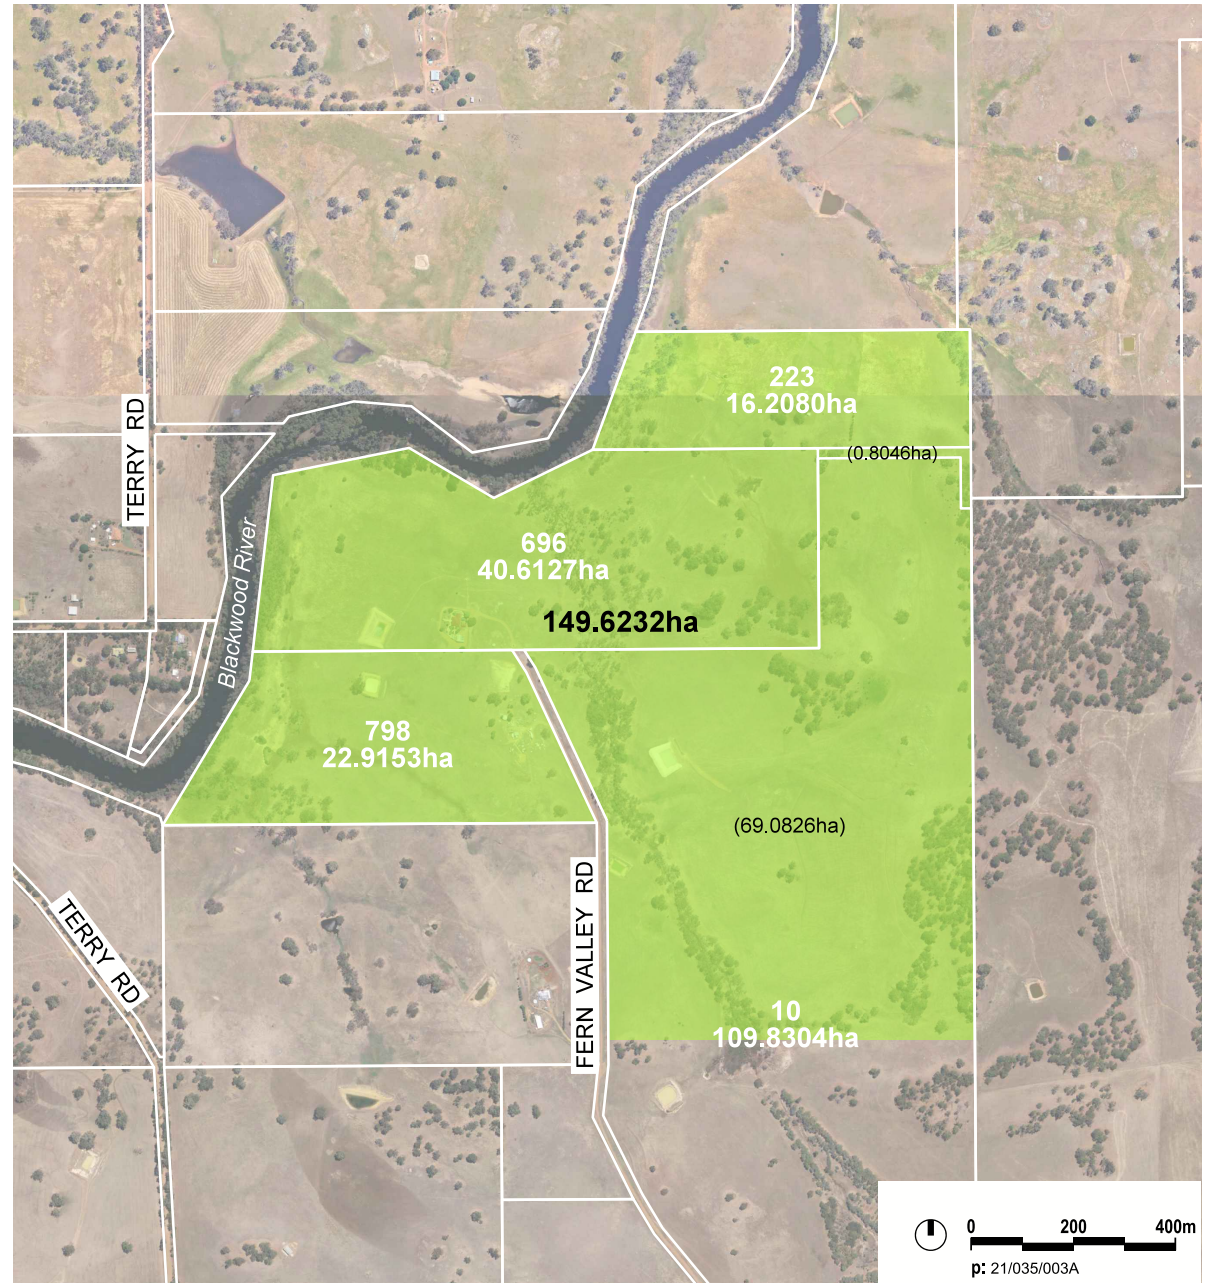 223
16.2080ha
(0.8046ha)
TERRY RD
Blackwood River
696
40.6127ha
149.6232ha
798
22.9153ha
(69.0826ha)
TERRY RD
FERN VALLEY RD
10
109.8304ha
0 200 400m
p: 21/035/003A